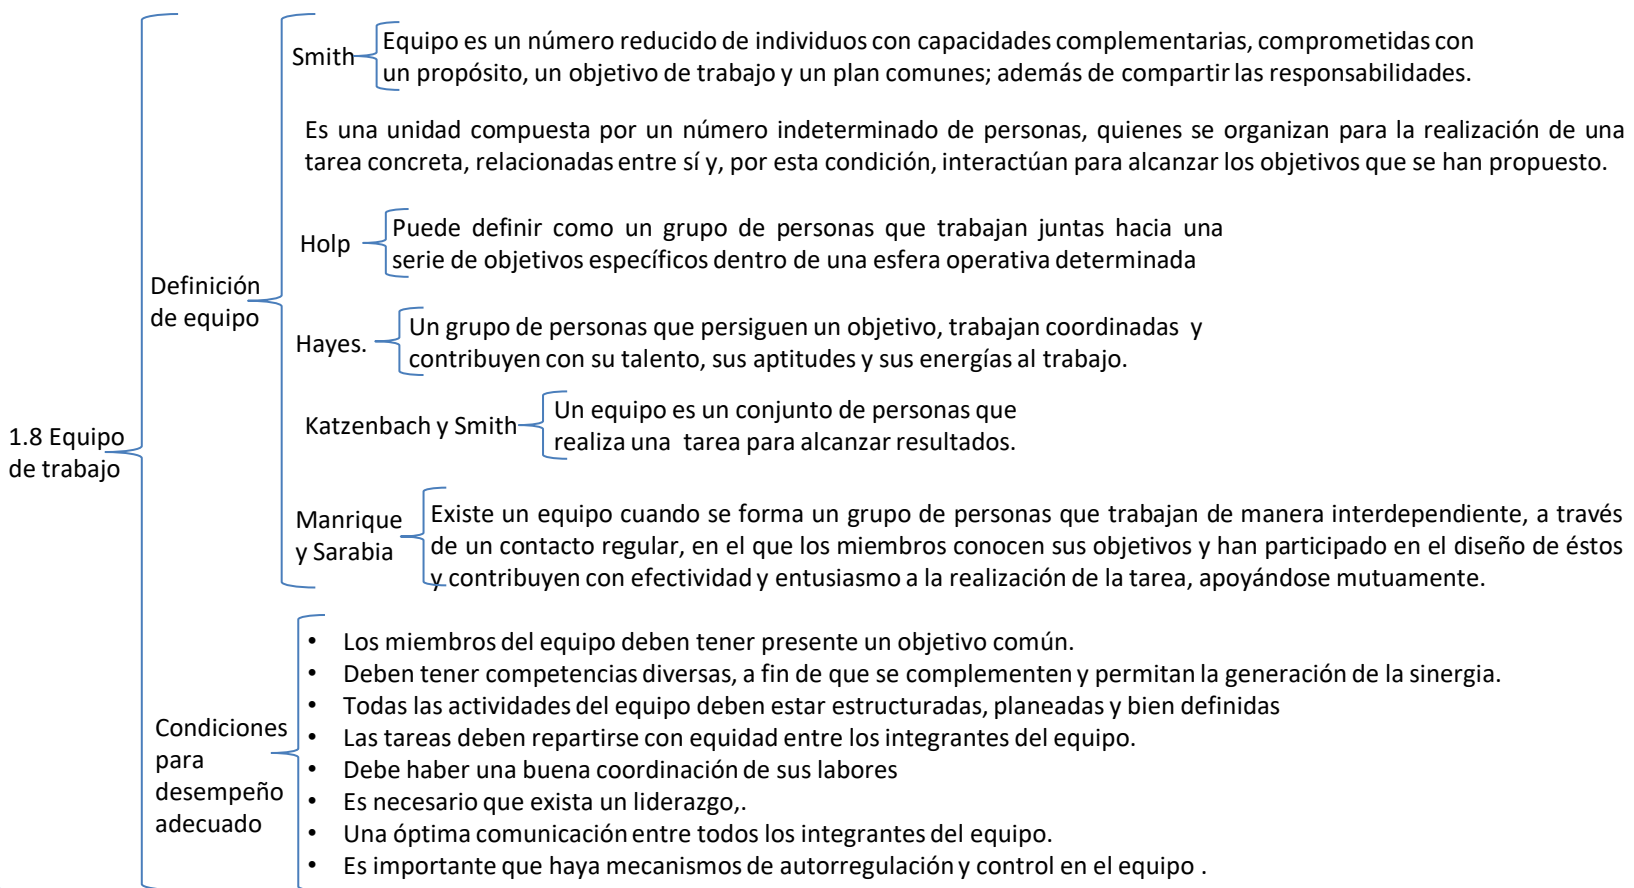 1.8 Equipo
de trabajo
Definición
de equipo
Smith
Equipo es un número reducido de individuos con capacidades complementarias, comprometidas con
un propósito, un objetivo de trabajo y un plan comunes; además de compartir las responsabilidades.
Es una unidad compuesta por un número indeterminado de personas, quienes se organizan para la realización de una
tarea concreta, relacionadas entre sí y, por esta condición, interactúan para alcanzar los objetivos que se han propuesto.
Holp
Puede definir como un grupo de personas que trabajan juntas hacia una
serie de objetivos específicos dentro de una esfera operativa determinada
Hayes.
Un grupo de personas que persiguen un objetivo, trabajan coordinadas y
contribuyen con su talento, sus aptitudes y sus energías al trabajo.
Katzenbach y Smith
Un equipo es un conjunto de personas que
realiza una tarea para alcanzar resultados.
Manrique
y Sarabia
Existe un equipo cuando se forma un grupo de personas que trabajan de manera interdependiente, a través
de un contacto regular, en el que los miembros conocen sus objetivos y han participado en el diseño de éstos
y contribuyen con efectividad y entusiasmo a la realización de la tarea, apoyándose mutuamente.
Condiciones
para
desempeño
adecuado
• Los miembros del equipo deben tener presente un objetivo común.
• Deben tener competencias diversas, a fin de que se complementen y permitan la generación de la sinergia.
• Todas las actividades del equipo deben estar estructuradas, planeadas y bien definidas
• Las tareas deben repartirse con equidad entre los integrantes del equipo.
• Debe haber una buena coordinación de sus labores
• Es necesario que exista un liderazgo,.
• Una óptima comunicación entre todos los integrantes del equipo.
• Es importante que haya mecanismos de autorregulación y control en el equipo .